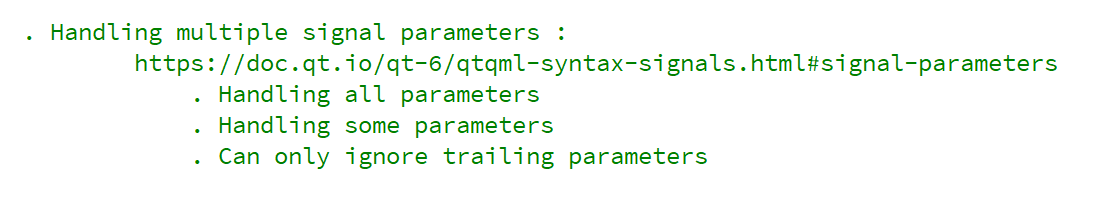 . Handling multiple signal parameters :
https://doc.qt.io/qt-6/qtqml-syntax-signals.html#signal-parameters
. Handling all parameters
. Handling some parameters
. Can only ignore trailing parameters